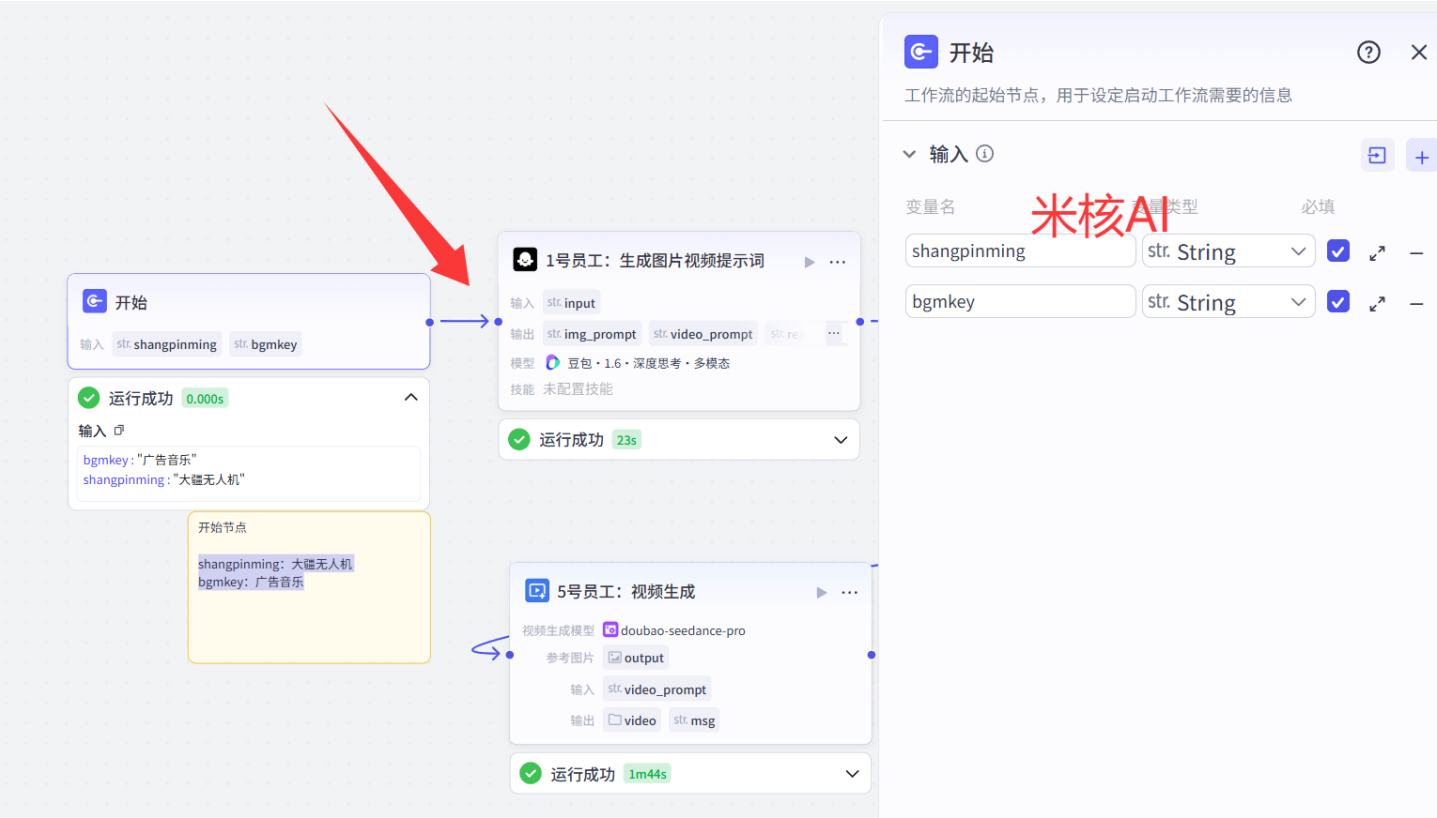 开始
输入 str. shangpinming str. bgmkey
运行成功 0.000s
输入
bgmkey : "广告音乐"
shangpinming : "大疆无人机"
开始节点
shangpinming：大疆无人机
bgmkey：广告音乐
1号员工：生成图片视频提示词
输入 str. input
输出 str. img_prompt str. video_prompt str. re
模型 豆包·1.6·深度思考·多模态
技能 未配置技能
运行成功 23s
5号员工：视频生成
视频生成模型 doubao-seedance-pro
参考图片 output
输入 str. video_prompt
输出 video str. msg
运行成功 1m44s
开始
工作流的起始节点，用于设定启动工作流需要的信息
输入
变量名 变量类型 必填
米核AI
shangpinming str. String
bgmkey str. String